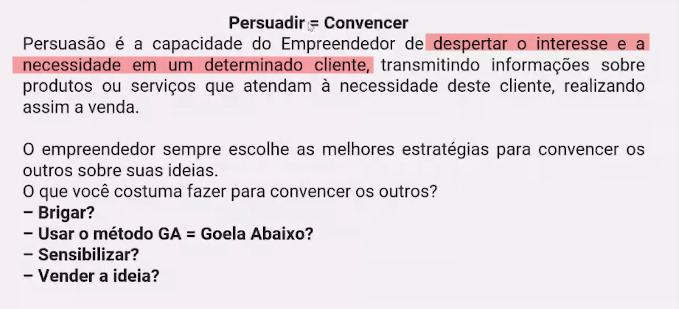 Persuadir = Convencer
Persuasão é a capacidade do Empreendedor de despertar o interesse e a
necessidade em um determinado cliente, transmitindo informações sobre
produtos ou serviços que atendam à necessidade deste cliente, realizando
assim a venda.
O empreendedor sempre escolhe as melhores estratégias para convencer os
outros sobre suas ideias.
O que você costuma fazer para convencer os outros?
– Brigar?
– Usar o método GA = Goela Abaixo?
– Sensibilizar?
– Vender a ideia?